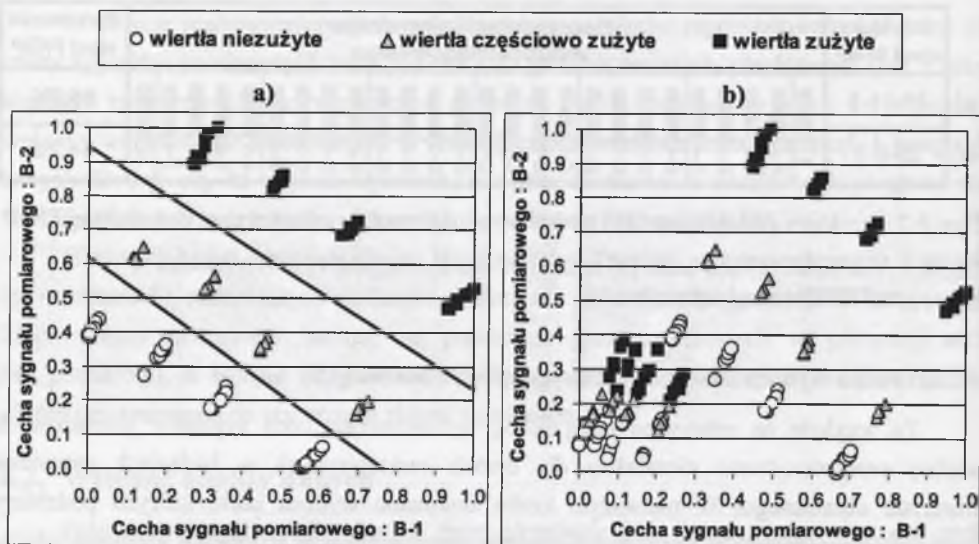 ○ wiertła niezużyte △ wiertła częściowo zużyte ■ wiertła zużyte
a)
b)
Cecha sygnału pomiarowego : B-2
1.0
0.9
0.8
0.7
0.6
0.5
0.4
0.3
0.2
0.1
0.0
0.0 0.1 0.2 0.3 0.4 0.5 0.6 0.7 0.8 0.9 1.0
Cecha sygnału pomiarowego : B-1
Cecha sygnału pomiarowego : B-2
1.0
0.9
0.8
0.7
0.6
0.5
0.4
0.3
0.2
0.1
0.0
0.0 0.1 0.2 0.3 0.4 0.5 0.6 0.7 0.8 0.9 1.0
Cecha sygnału pomiarowego : B-1